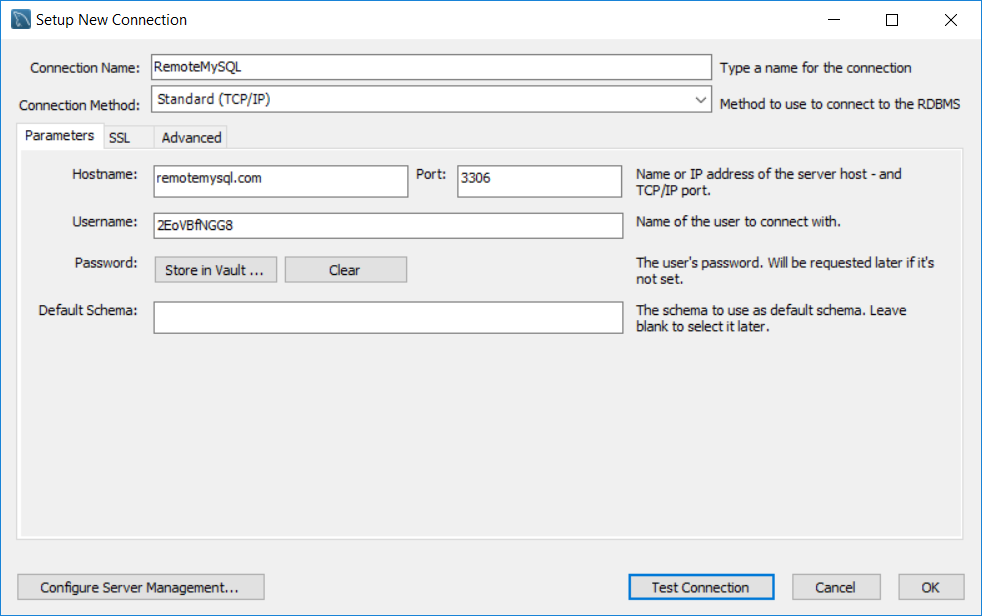 Setup New Connection
Connection Name: RemoteMySQL Type a name for the connection
Connection Method: Standard (TCP/IP) Method to use to connect to the RDBMS
Parameters SSL Advanced
Hostname: remotemysql.com Port: 3306 Name or IP address of the server host - and
TCP/IP port.
Username: 2EoVBfNGG8 Name of the user to connect with.
Password: Store in Vault ... Clear The user's password. Will be requested later if it's
not set.
Default Schema: The schema to use as default schema. Leave
blank to select it later.
Configure Server Management... Test Connection Cancel OK